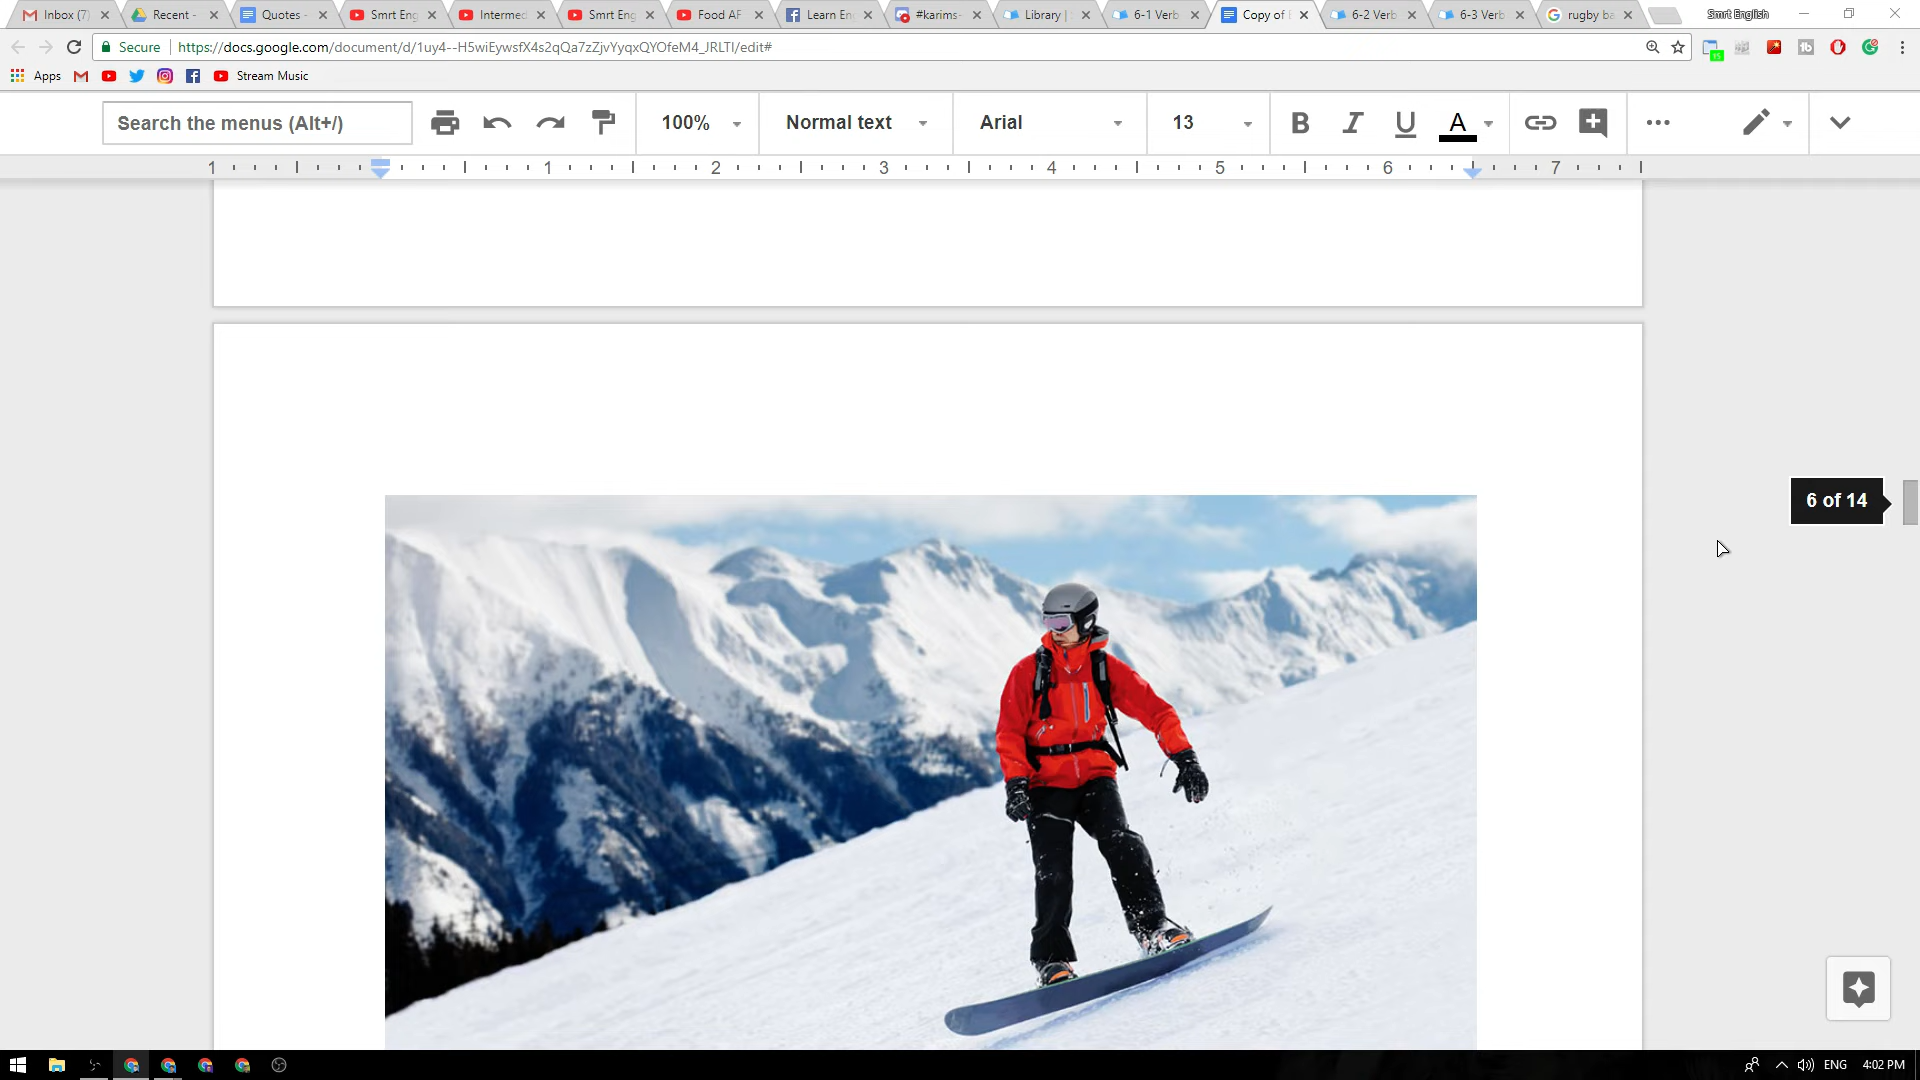 Inbox (7)
Recent -
Quotes -
Smrt Eng
Intermed
Smrt Eng
Food AF
Learn En
#karims-
Library |
6-1 Verb
Copy of
6-2 Verb
6-3 Verb
rugby ba
Smrt English
Secure
https://docs.google.com/document/d/1uy4--H5wiEywsfX4s2qQa7zZjvYyqxQYOfeM4_JRLTI/edit#
15
Apps
Stream Music
Search the menus (Alt+/)
100%
Normal text
Arial
13
B I U A
1 1 2 3 4 5 6 7
6 of 14
ENG
4:02 PM